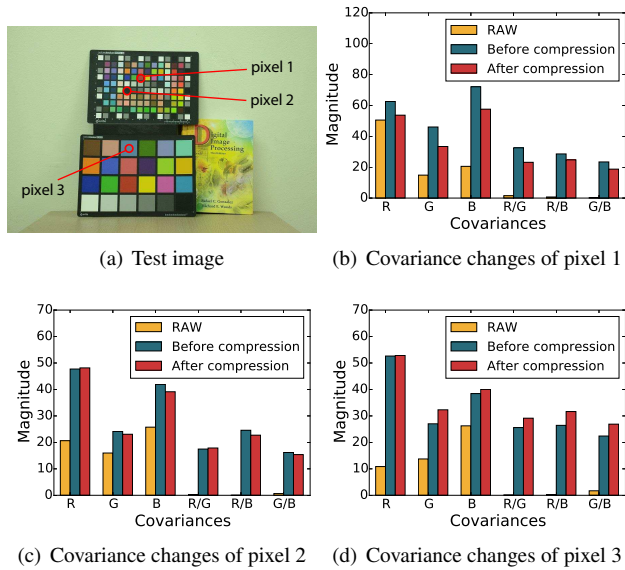 pixel 1
pixel 2
pixel 3
Digital
Image
Processing
(a) Test image
120
100
80
60
40
20
0
Magnitude
RAW
Before compression
After compression
R G B R/G R/B G/B
Covariances
(b) Covariance changes of pixel 1
70
60
50
40
30
20
10
0
Magnitude
RAW
Before compression
After compression
R G B R/G R/B G/B
Covariances
(c) Covariance changes of pixel 2
70
60
50
40
30
20
10
0
Magnitude
RAW
Before compression
After compression
R G B R/G R/B G/B
Covariances
(d) Covariance changes of pixel 3